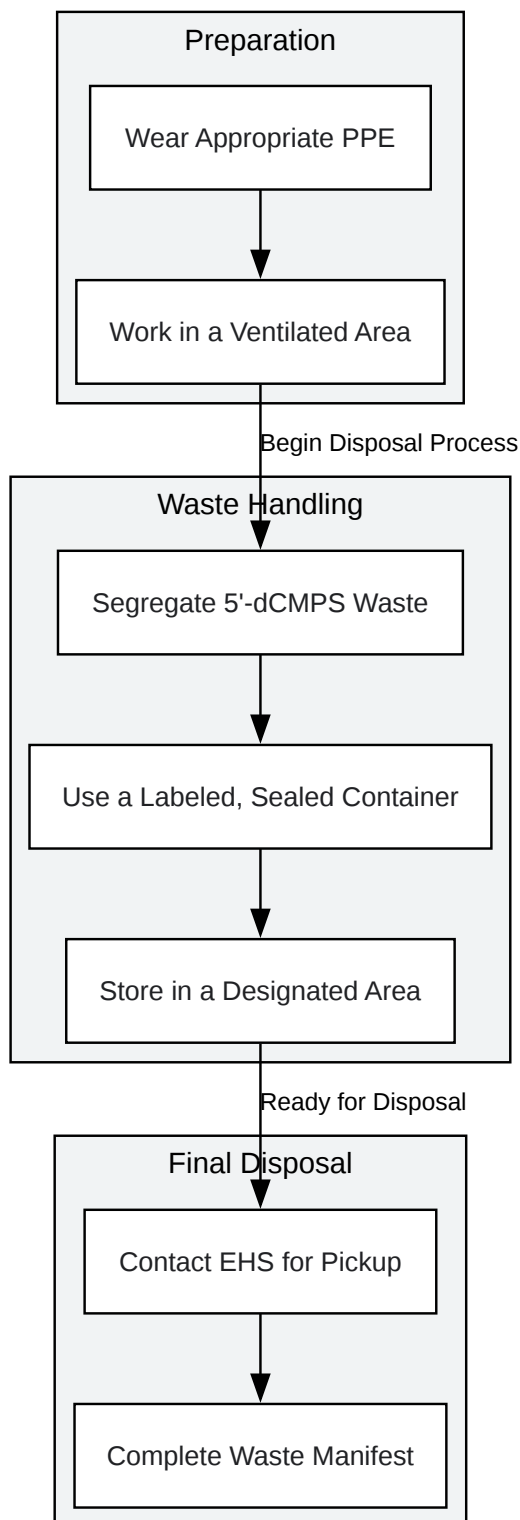 Preparation
Wear Appropriate PPE
Work in a Ventilated Area
Begin Disposal Process
Waste Handling
Segregate 5'-dCMPS Waste
Use a Labeled, Sealed Container
Store in a Designated Area
Ready for Disposal
Final Disposal
Contact EHS for Pickup
Complete Waste Manifest